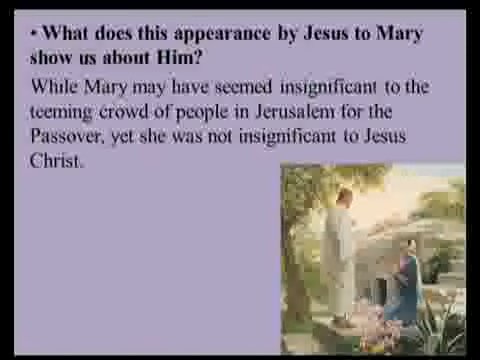 • What does this appearance by Jesus to Mary
show us about Him?
While Mary may have seemed insignificant to the
teeming crowd of people in Jerusalem for the
Passover, yet she was not insignificant to Jesus
Christ.